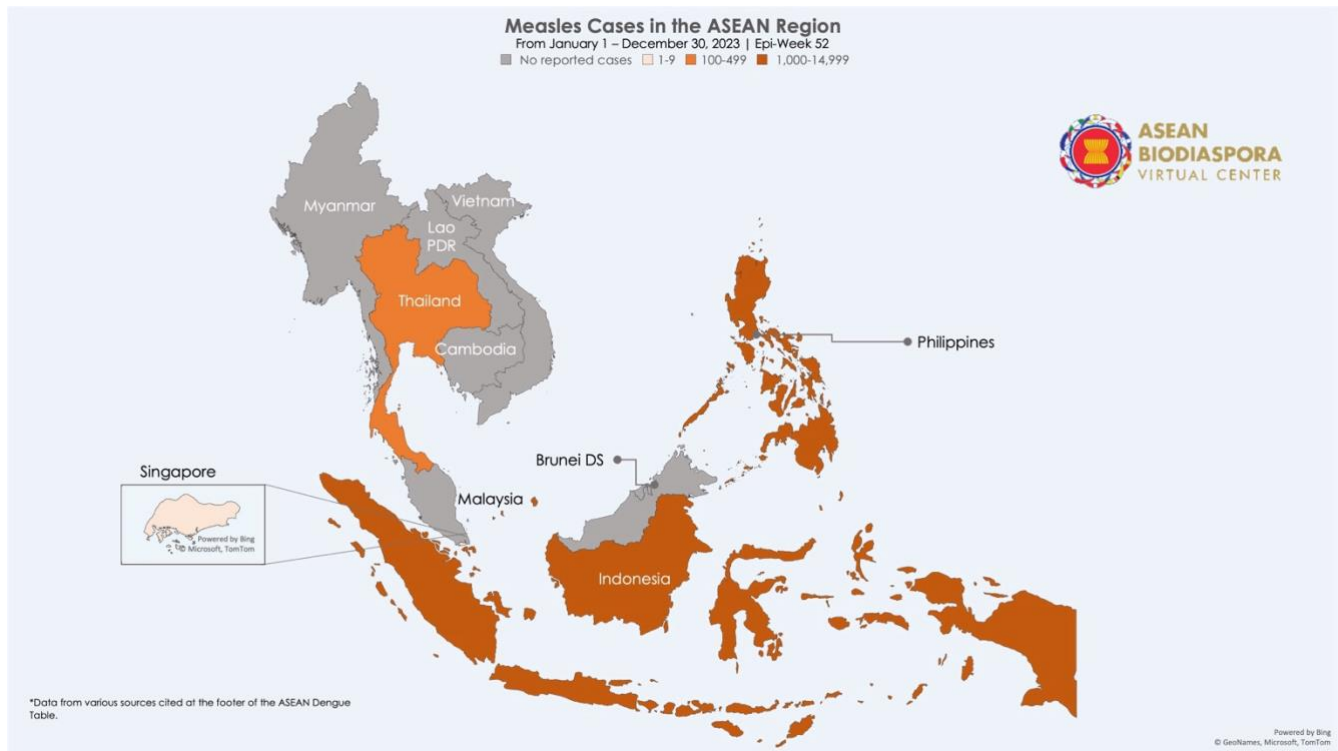 Measles Cases in the ASEAN Region
From January 1 – December 30, 2023 | Epi-Week 52
No reported cases 1-9 100-499 1,000-14,999
ASEAN
BIODIASPORA
VIRTUAL CENTER
Myanmar
Vietnam
Lao
PDR
Thailand
Cambodia
Philippines
Brunei DS
Singapore
Malaysia
Powered by Bing
© Microsoft, TomTom
Indonesia
*Data from various sources cited at the footer of the ASEAN Dengue
Table.
Powered by Bing
© GeoNames, Microsoft, TomTom